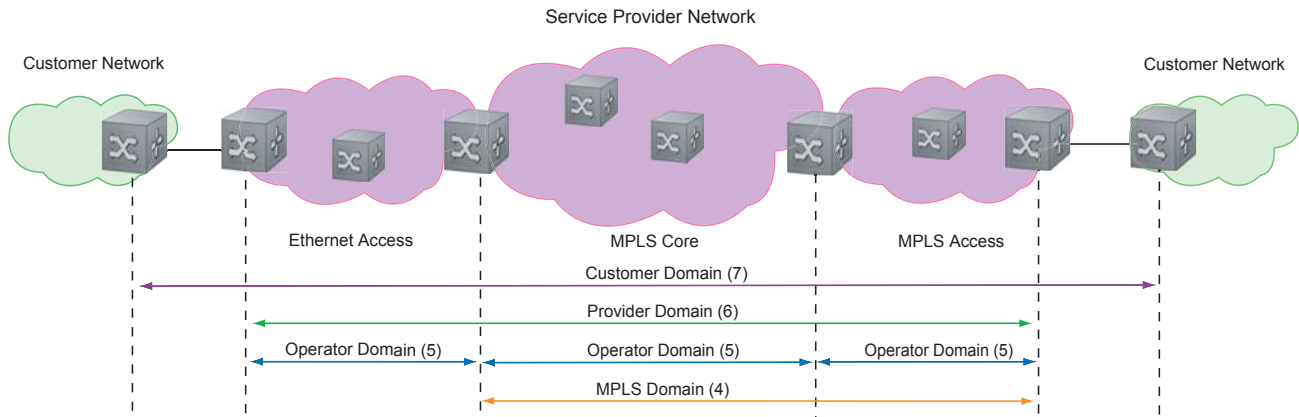 Service Provider Network
Customer Network
Customer Network
Ethernet Access
MPLS Core
MPLS Access
Customer Domain (7)
Provider Domain (6)
Operator Domain (5)
Operator Domain (5)
Operator Domain (5)
MPLS Domain (4)